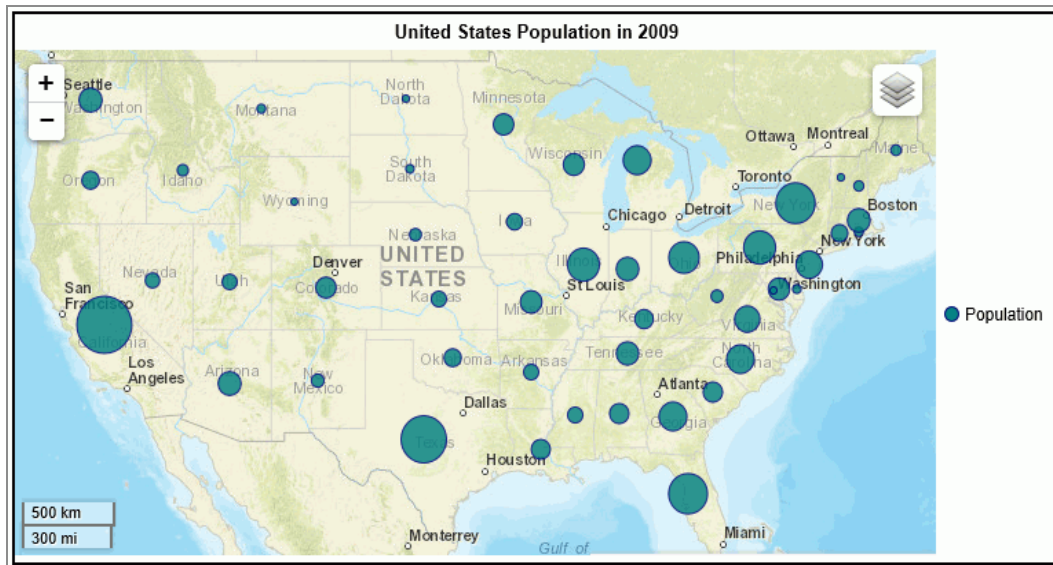 United States Population in 2009
+
−
Seattle
Washington
Montana
North
Dakota
Minnesota
Ottawa
Montreal
Maine
Oregon
Idaho
Wyoming
South
Dakota
Wisconsin
Toronto
New York
Boston
Chicago
Detroit
Iowa
Nebraska
UNITED
STATES
Nevada
Utah
Denver
Colorado
Kansas
Illinois
Ohio
Philadelphia
New York
Washington
San
Francisco
California
St Louis
Missouri
Kentucky
Virginia
Population
Los
Angeles
Arizona
New
Mexico
Oklahoma
Arkansas
Tennessee
North
Carolina
Atlanta
Georgia
Dallas
Texas
Houston
Miami
Monterrey
Gulf of
500 km
300 mi